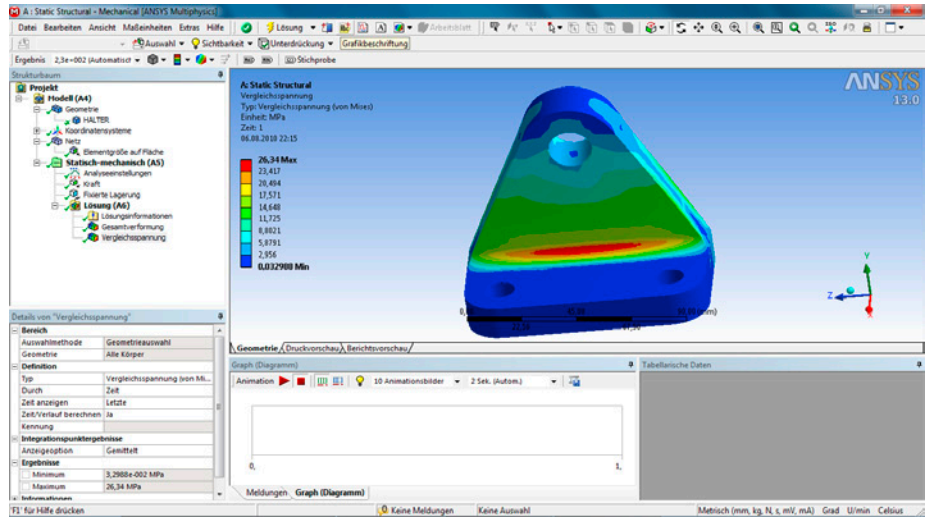 A : Static Structural - Mechanical [ANSYS Multiphysics]
Datei Bearbeiten Ansicht Maßeinheiten Extras Hilfe Lösung Arbeitsblatt
Auswahl Sichtbarkeit Unterdrückung Grafikbeschriftung
Ergebnis 2,3e+002 (Automatisch Stichprobe
Strukturbaum
Projekt
Modell (A4)
Geometrie
HALTER
Koordinatensysteme
Netz
Elementgröße auf Fläche
Statisch-mechanisch (A5)
Analyseeinstellungen
Kraft
Fixierte Lagerung
Lösung (A6)
Lösungsinformationen
Gesamtverformung
Vergleichsspannung
A: Static Structural
Vergleichsspannung
Typ: Vergleichsspannung (von Mises)
Einheit: MPa
Zeit: 1
06.08.2010 22:15
26,34 Max
23,417
20,494
17,571
14,648
11,725
8,8021
5,8791
2,956
0,032988 Min
ANSYS
13.0
Y
Z
X
Geometrie Druckvorschau Berichtsvorschau
Details von "Vergleichsspannung"
Bereich
Auswahlmethode Geometrieauswahl
Geometrie Alle Körper
Definition
Typ Vergleichsspannung (von Mi...
Durch Zeit
Zeit anzeigen Letzte
Zeit/Verlauf berechnen Ja
Kennung
Integrationspunktergebnisse
Anzeigeoption Gemittelt
Ergebnisse
Minimum 3,2988e-002 MPa
Maximum 26,34 MPa
Informationen
Graph (Diagramm)
Animation 10 Animationsbilder 2 Sek. (Autom.)
0, 1,
Meldungen Graph (Diagramm)
Tabellarische Daten
'F1' für Hilfe drücken Keine Meldungen Keine Auswahl Metrisch (mm, kg, N, s, mV, mA) Grad U/min Celsius